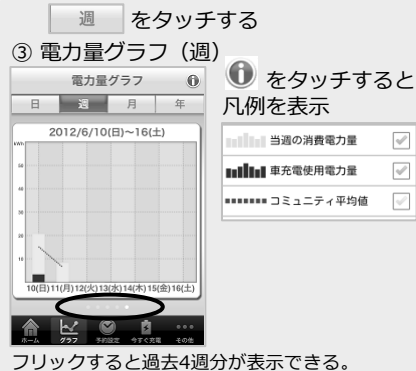 週 をタッチする
③ 電力量グラフ（週）
電力量グラフ
日 週 月 年
2012/6/10(日)～16(土)
kWh
50
40
30
20
10
10(日)11(月)12(火)13(水)14(木)15(金)16(土)
ホーム グラフ 予約設定 今すぐ充電 その他
をタッチすると
凡例を表示
当週の消費電力量
車充電使用電力量
コミュニティ平均値
フリックすると過去4週分が表示できる。